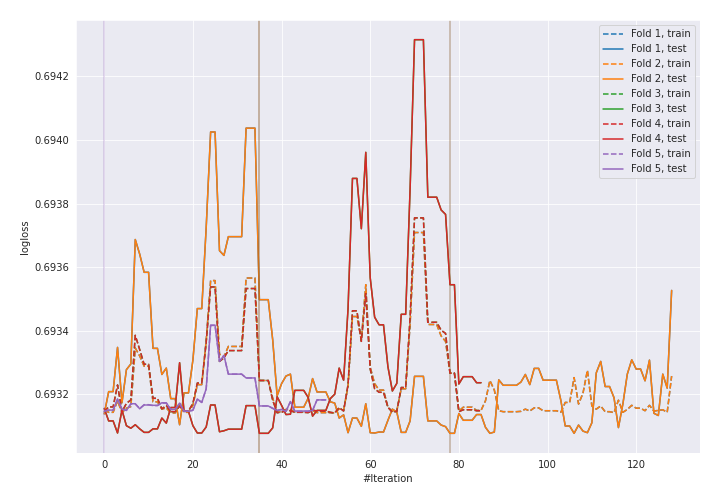 0.6942
0.6940
0.6938
0.6936
0.6934
0.6932
logloss
0 20 40 60 80 100 120
#Iteration
Fold 1, train
Fold 1, test
Fold 2, train
Fold 2, test
Fold 3, train
Fold 3, test
Fold 4, train
Fold 4, test
Fold 5, train
Fold 5, test